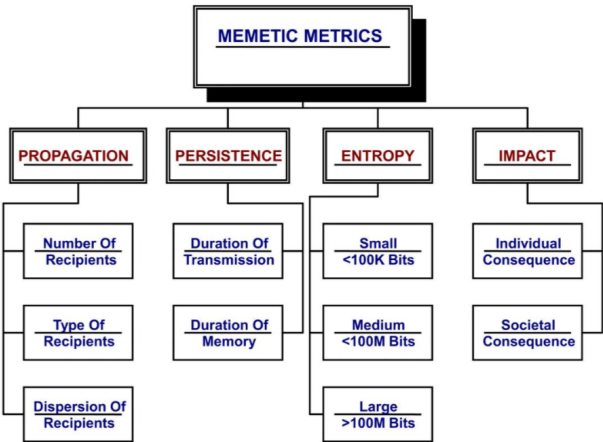 MEMETIC METRICS
PROPAGATION
PERSISTENCE
ENTROPY
IMPACT
Number Of
Recipients
Duration Of
Transmission
Small
<100K Bits
Individual
Consequence
Type Of
Recipients
Duration Of
Memory
Medium
<100M Bits
Societal
Consequence
Dispersion Of
Recipients
Large
>100M Bits